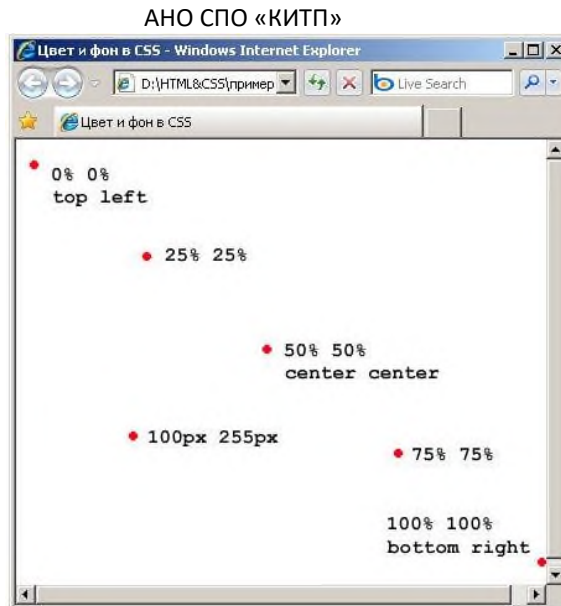 АНО СПО «КИТП»
Цвет и фон в CSS - Windows Internet Explorer
D:\HTML&CSS\пример
Live Search
Цвет и фон в CSS
0% 0%
top left
25% 25%
50% 50%
center center
100px 255px
75% 75%
100% 100%
bottom right